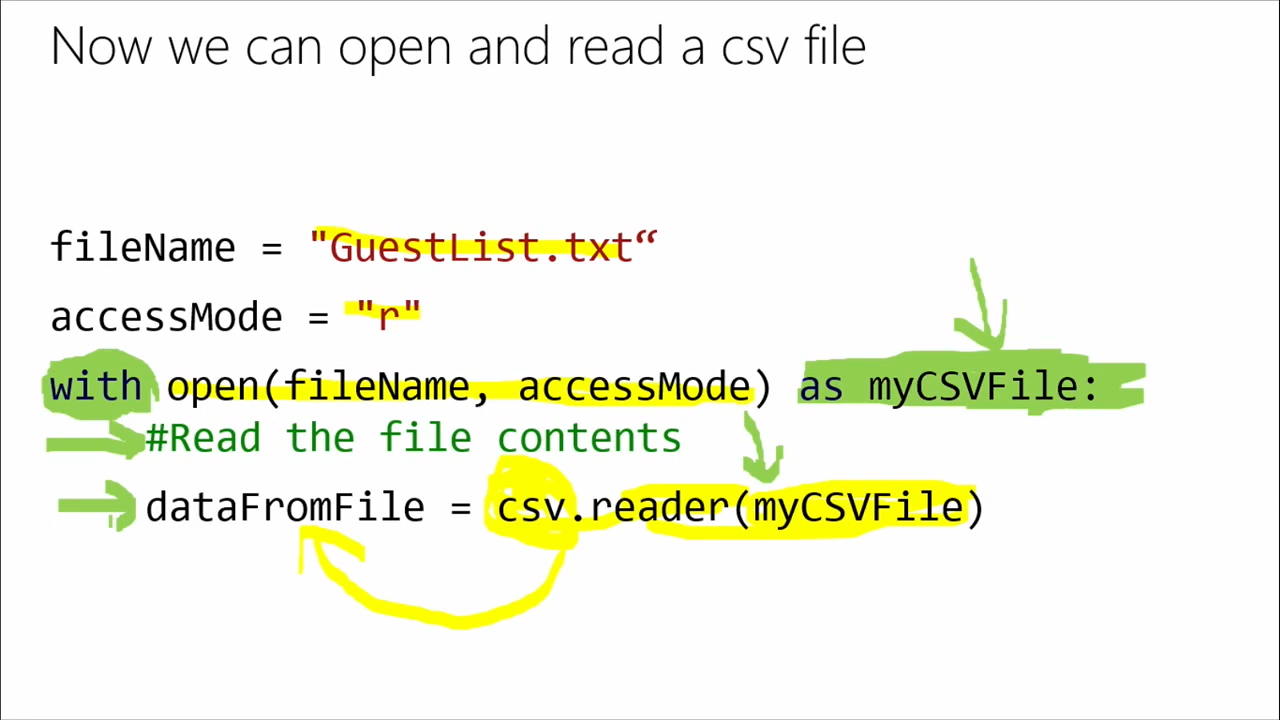 Now we can open and read a csv file
fileName = "GuestList.txt“
accessMode = "r"
with open(fileName, accessMode) as myCSVFile:
#Read the file contents
dataFromFile = csv.reader(myCSVFile)